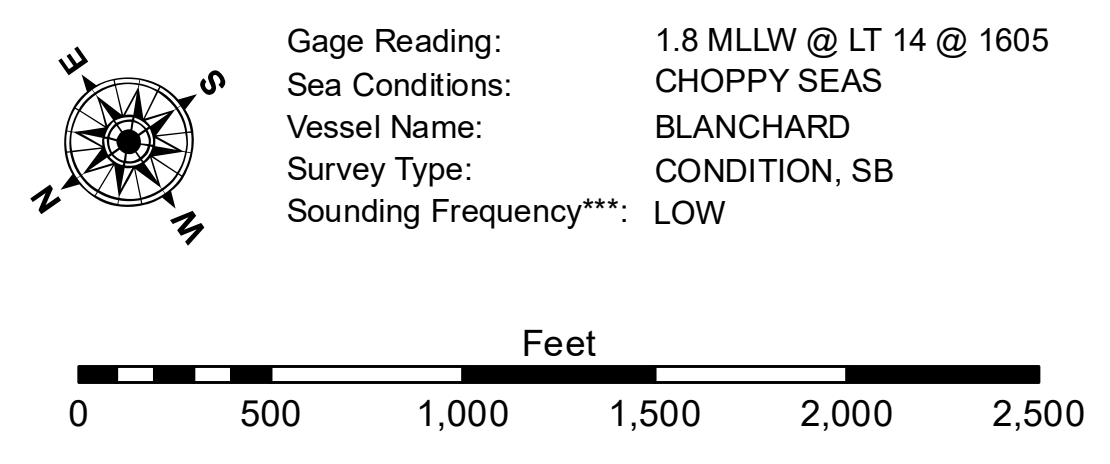 E
S
N
W
Gage Reading: 1.8 MLLW @ LT 14 @ 1605
Sea Conditions: CHOPPY SEAS
Vessel Name: BLANCHARD
Survey Type: CONDITION, SB
Sounding Frequency***: LOW
Feet
0 500 1,000 1,500 2,000 2,500